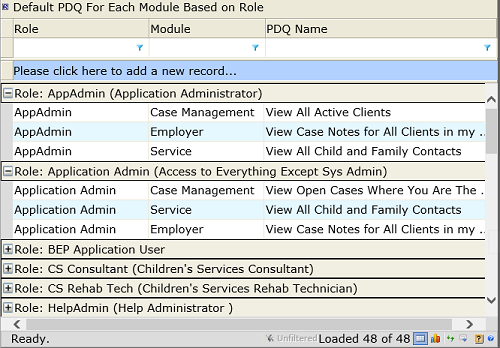 Default PDQ For Each Module Based on Role
Role Module PDQ Name
Please click here to add a new record...
Role: AppAdmin (Application Administrator)
AppAdmin Case Management View All Active Clients
AppAdmin Employer View Case Notes for All Clients in my ...
AppAdmin Service View All Child and Family Contacts
Role: Application Admin (Access to Everything Except Sys Admin)
Application Admin Case Management View Open Cases Where You Are The ...
Application Admin Service View All Child and Family Contacts
Application Admin Employer View Case Notes for All Clients in my ...
Role: BEP Application User
Role: CS Consultant (Children's Services Consultant)
Role: CS Rehab Tech (Children's Services Rehab Technician)
Role: HelpAdmin (Help Administrator )
Ready. Unfiltered Loaded 48 of 48